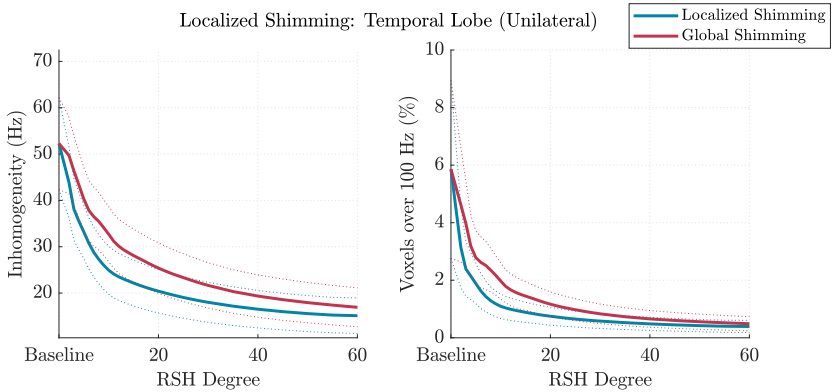 Localized Shimming: Temporal Lobe (Unilateral)
Localized Shimming
Global Shimming
Inhomogeneity (Hz)
70
60
50
40
30
20
Baseline 20 40 60
RSH Degree
Voxels over 100 Hz (%)
10
8
6
4
2
0
Baseline 20 40 60
RSH Degree